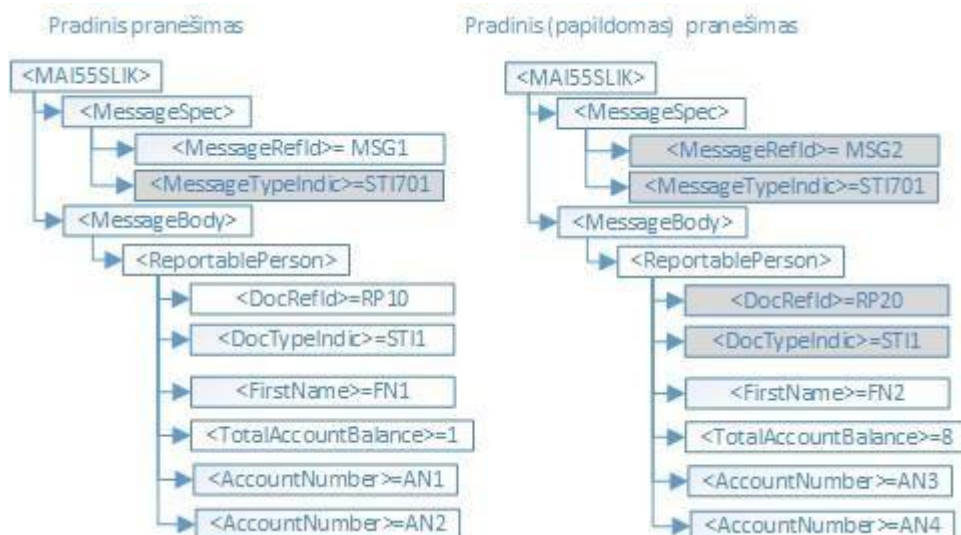 Pradinis pranešimas
<MAI55SLIK>
<MessageSpec>
<MessageRefId>= MSG1
<MessageTypeIndic>=STI701
<MessageBody>
<ReportablePerson>
<DocRefId>=RP10
<DocTypeIndic>=STI1
<FirstName>=FN1
<TotalAccountBalance>=1
<AccountNumber>=AN1
<AccountNumber>=AN2
Pradinis (papildomas) pranešimas
<MAI55SLIK>
<MessageSpec>
<MessageRefId>= MSG2
<MessageTypeIndic>=STI701
<MessageBody>
<ReportablePerson>
<DocRefId>=RP20
<DocTypeIndic>=STI1
<FirstName>=FN2
<TotalAccountBalance>=8
<AccountNumber>=AN3
<AccountNumber>=AN4